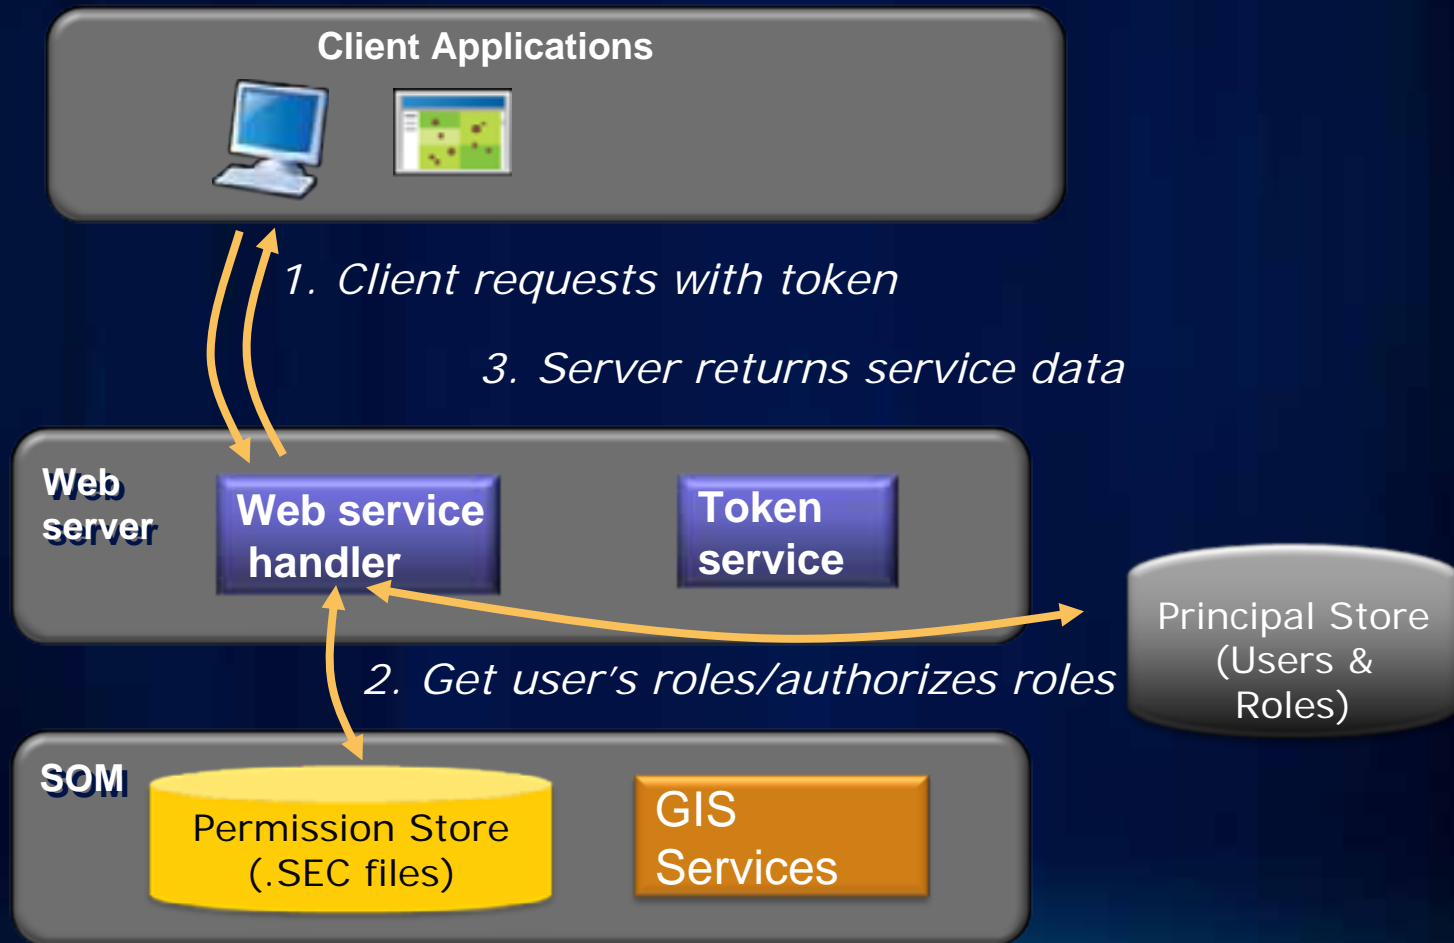 Client Applications
1. Client requests with token
3. Server returns service data
Web
server
Web service
handler
Token
service
Principal Store
(Users &
Roles)
2. Get user's roles/authorizes roles
SOM
Permission Store
(.SEC files)
GIS
Services